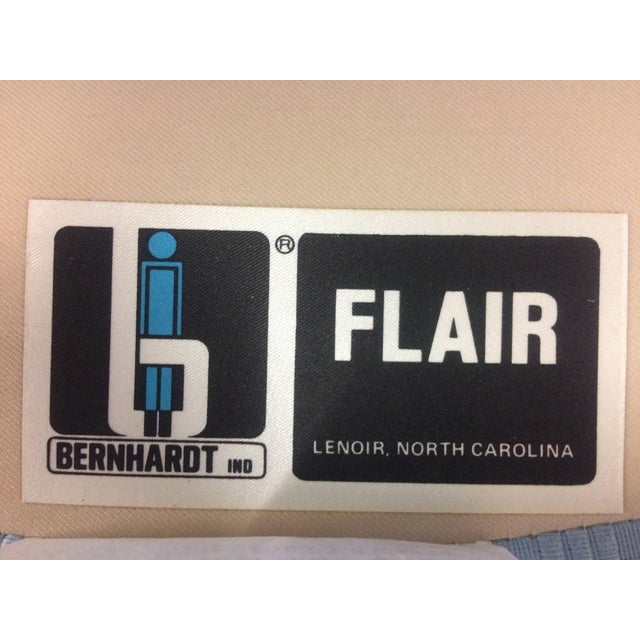 ®
FLAIR
BERNHARDT IND
LENOIR, NORTH CAROLINA